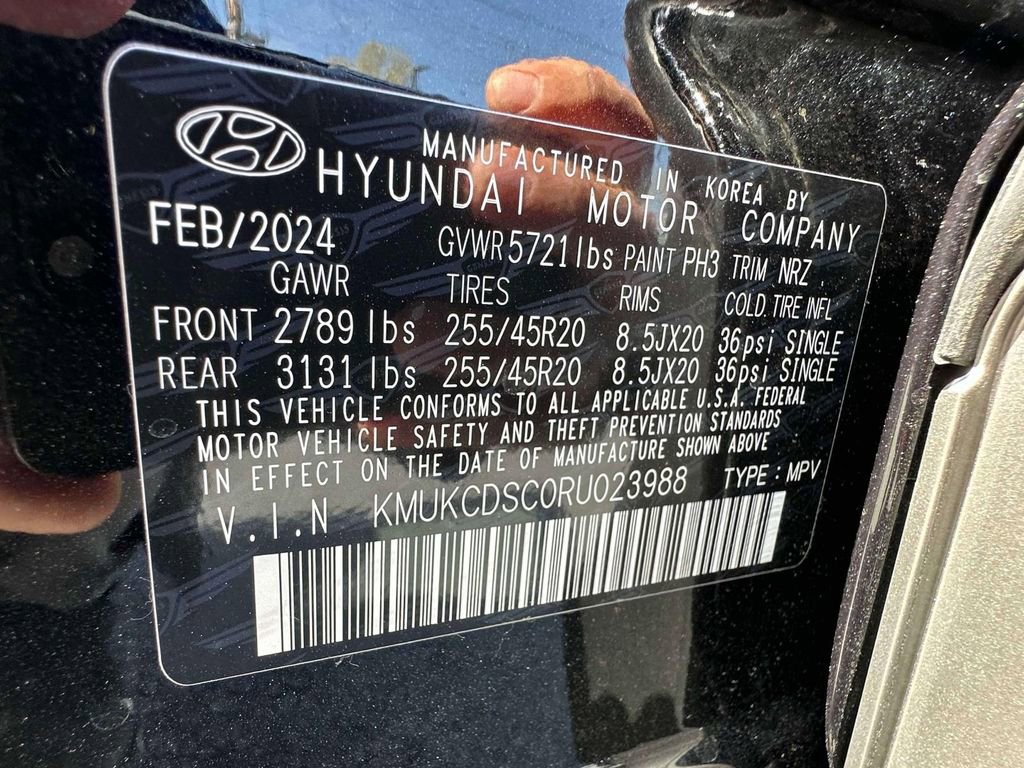 MANUFACTURED IN KOREA BY
HYUNDAI MOTOR COMPANY
FEB/2024 GVWR 5721lbs PAINT PH3 TRIM NRZ
GAWR TIRES RIMS COLD TIRE INFL
FRONT 2789 lbs 255/45R20 8.5JX20 36psi SINGLE
REAR 3131 lbs 255/45R20 8.5JX20 36psi SINGLE
THIS VEHICLE CONFORMS TO ALL APPLICABLE U.S.A. FEDERAL
MOTOR VEHICLE SAFETY AND THEFT PREVENTION STANDARDS
IN EFFECT ON THE DATE OF MANUFACTURE SHOWN ABOVE
V.I.N KMUKCDSC0RU023988 TYPE : MPV